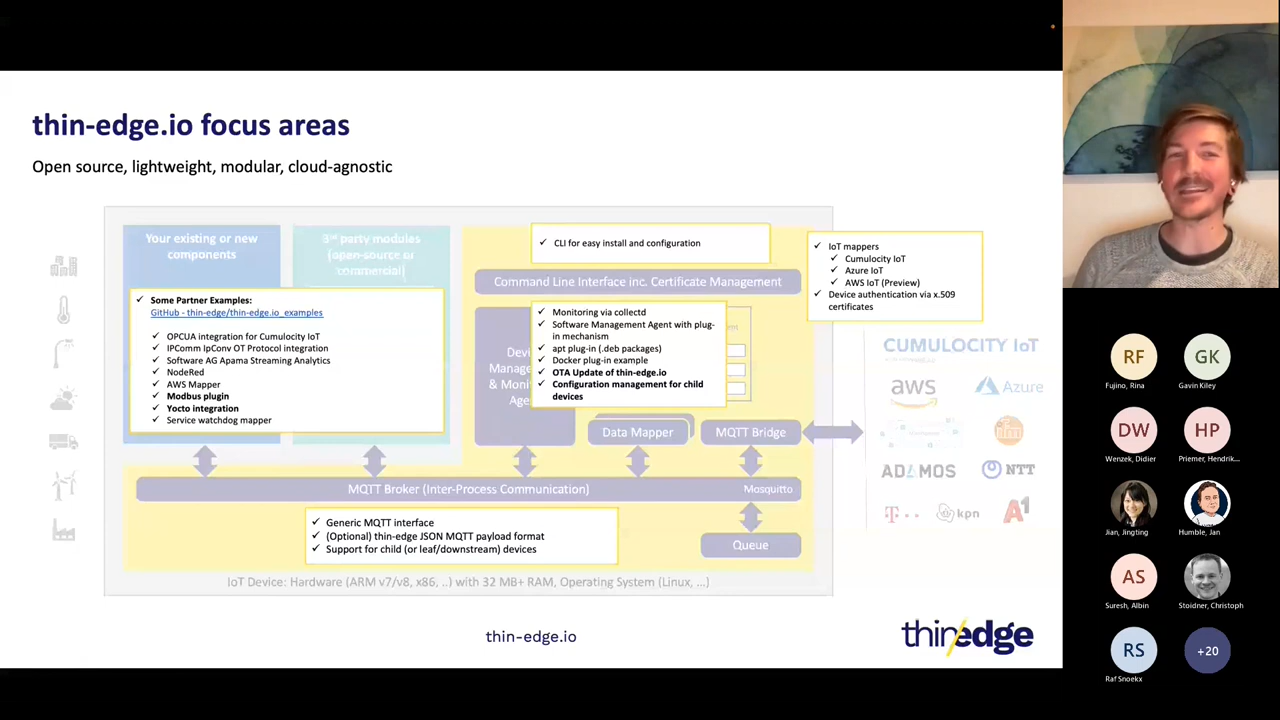 thin-edge.io focus areas
Open source, lightweight, modular, cloud-agnostic
Your existing or new
components
3rd party modules
(open-source or
commercial)
✓ CLI for easy install and configuration
Command Line Interface inc. Certificate Management
✓ IoT mappers
✓ Cumulocity IoT
✓ Azure IoT
✓ AWS IoT (Preview)
✓ Device authentication via x.509
certificates
✓ Some Partner Examples:
GitHub - thin-edge/thin-edge.io_examples
✓ OPCUA integration for Cumulocity IoT
✓ IPComm IpConv OT Protocol integration
✓ Software AG Apama Streaming Analytics
✓ NodeRed
✓ AWS Mapper
✓ Modbus plugin
✓ Yocto integration
✓ Service watchdog mapper
✓ Monitoring via collectd
✓ Software Management Agent with plug-
in mechanism
✓ apt plug-in (.deb packages)
✓ Docker plug-in example
✓ OTA Update of thin-edge.io
✓ Configuration management for child
devices
Data Mapper
MQTT Bridge
MQTT Broker (Inter-Process Communication)
Mosquitto
✓ Generic MQTT interface
✓ (Optional) thin-edge JSON MQTT payload format
✓ Support for child (or leaf/downstream) devices
Queue
IoT Device: Hardware (ARM v7/v8, x86, ..) with 32 MB+ RAM, Operating System (Linux, ...)
CUMULOCITY IoT
aws
Azure
ADAMOS
NTT
T
kpn
A1
thin-edge.io
thin/edge
RF
Fujino, Rina
GK
Gavin Kiley
DW
Wenzek, Didier
HP
Priemer, Hendrik...
Jian, Jingting
Humble, Jan
AS
Suresh, Albin
Stoidner, Christoph
RS
Raf Snoekx
+20